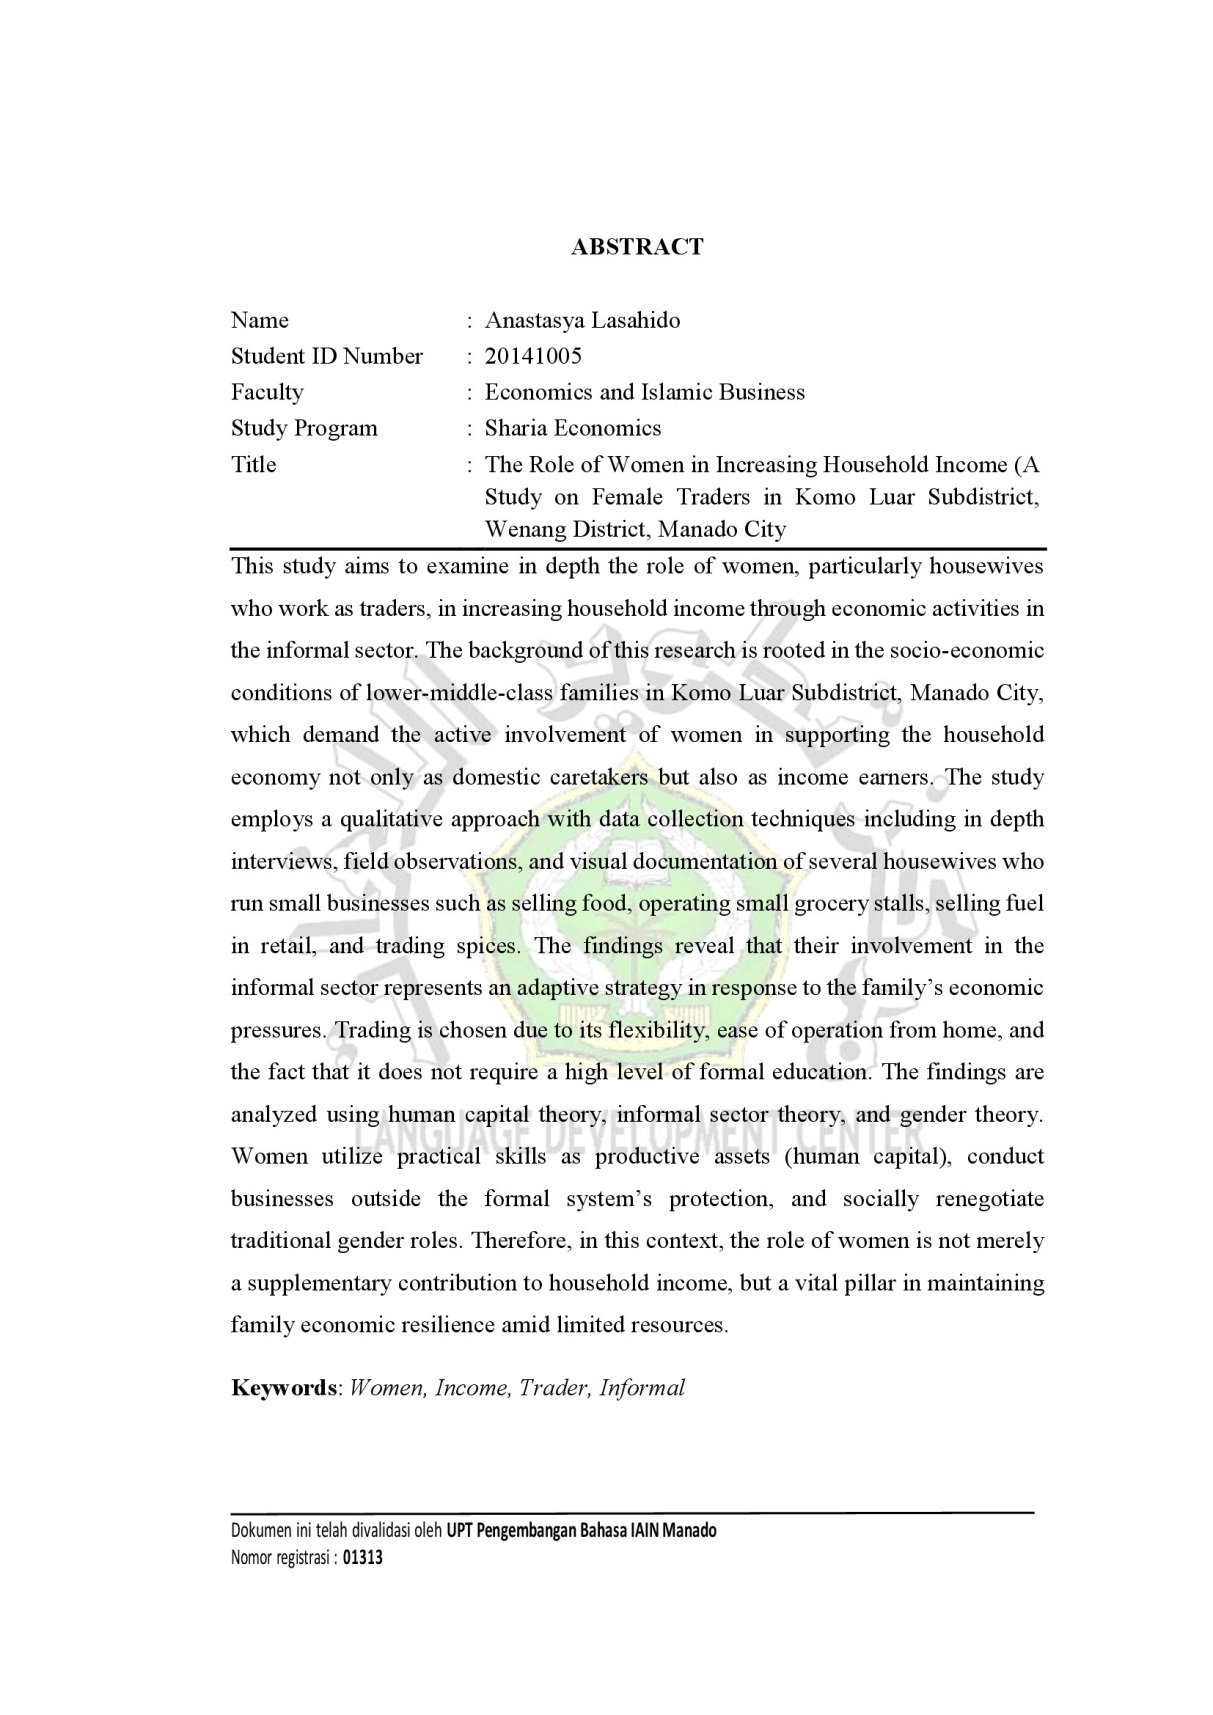 ABSTRACT
Name : Anastasya Lasahido
Student ID Number : 20141005
Faculty : Economics and Islamic Business
Study Program : Sharia Economics
Title : The Role of Women in Increasing Household Income (A
Study on Female Traders in Komo Luar Subdistrict,
Wenang District, Manado City
This study aims to examine in depth the role of women, particularly housewives
who work as traders, in increasing household income through economic activities in
the informal sector. The background of this research is rooted in the socio-economic
conditions of lower-middle-class families in Komo Luar Subdistrict, Manado City,
which demand the active involvement of women in supporting the household
economy not only as domestic caretakers but also as income earners. The study
employs a qualitative approach with data collection techniques including in depth
interviews, field observations, and visual documentation of several housewives who
run small businesses such as selling food, operating small grocery stalls, selling fuel
in retail, and trading spices. The findings reveal that their involvement in the
informal sector represents an adaptive strategy in response to the family’s economic
pressures. Trading is chosen due to its flexibility, ease of operation from home, and
the fact that it does not require a high level of formal education. The findings are
analyzed using human capital theory, informal sector theory, and gender theory.
LANGUAGE DEVELOPMENT CENTER
Women utilize practical skills as productive assets (human capital), conduct
businesses outside the formal system’s protection, and socially renegotiate
traditional gender roles. Therefore, in this context, the role of women is not merely
a supplementary contribution to household income, but a vital pillar in maintaining
family economic resilience amid limited resources.
Keywords: Women, Income, Trader, Informal
Dokumen ini telah divalidasi oleh UPT Pengembangan Bahasa IAIN Manado
Nomor registrasi : 01313